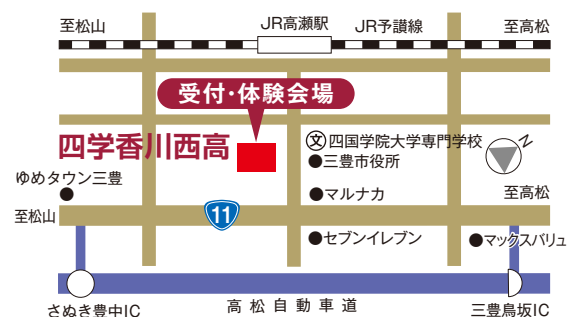 至松山
JR高瀬駅
JR予讃線
至高松
受付・体験会場
四学香川西高
文 四国学院大学専門学校
N
三豊市役所
ゆめタウン三豊
マルナカ
至高松
至松山
11
セブンイレブン
マックスバリュ
高松自動車道
さぬき豊中IC
三豊鳥坂IC